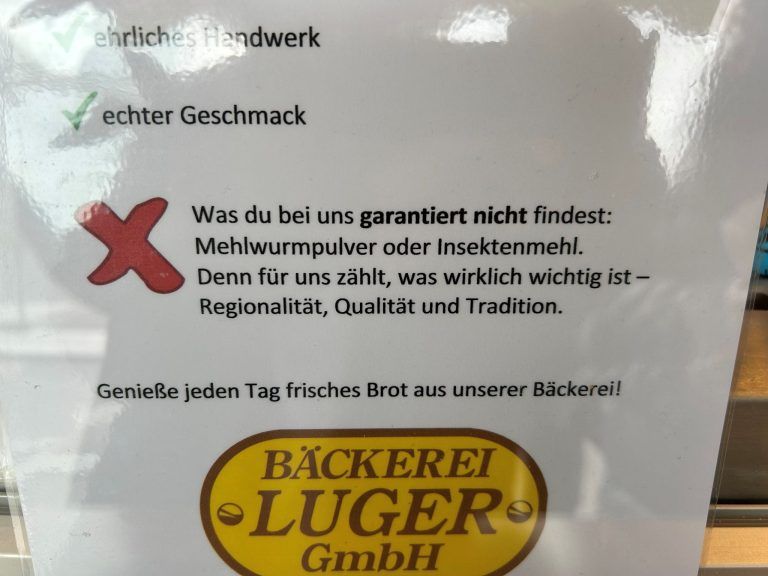 ehrliches Handwerk
echter Geschmack
Was du bei uns garantiert nicht findest:
Mehlwurmpulver oder Insektenmehl.
Denn für uns zählt, was wirklich wichtig ist –
Regionalität, Qualität und Tradition.
Genieße jeden Tag frisches Brot aus unserer Bäckerei!
BÄCKEREI
LUGER
GmbH